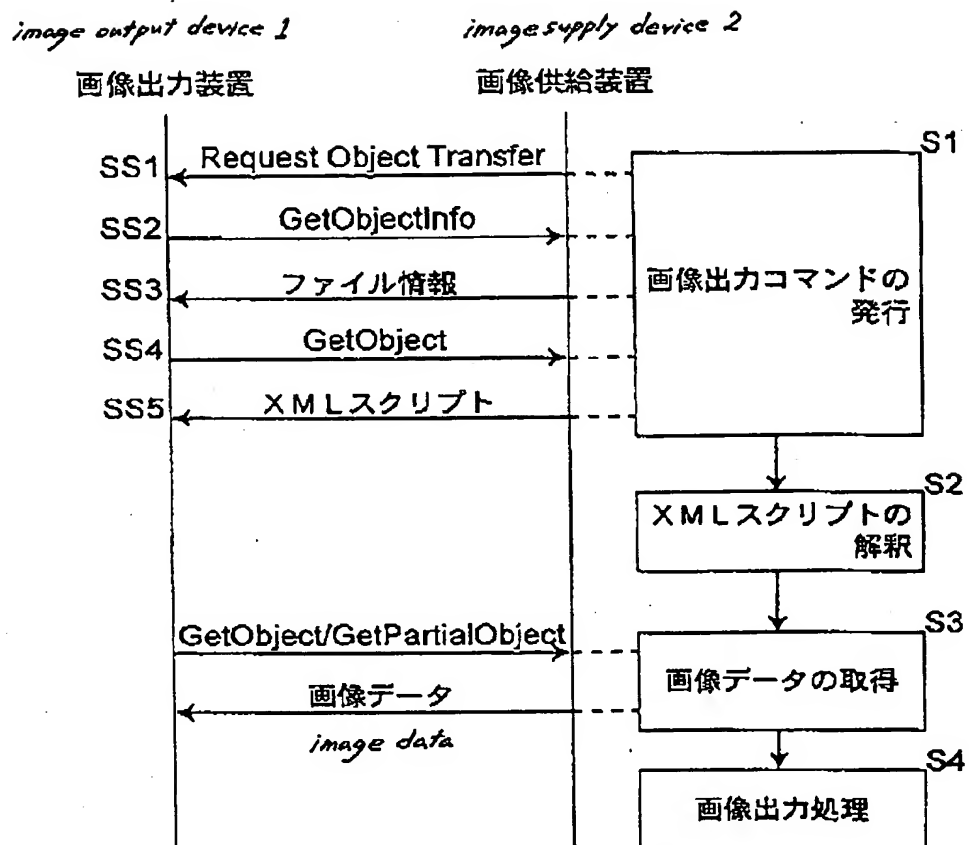 image output device 1
image supply device 2
画像出力装置
画像供給装置
S1
SS1
Request Object Transfer
SS2
GetObjectInfo
SS3
ファイル情報
画像出力コマンドの
発行
SS4
GetObject
SS5
XMLスクリプト
S2
XMLスクリプトの
解釈
S3
GetObject/GetPartialObject
画像データの取得
画像データ
image data
S4
画像出力処理